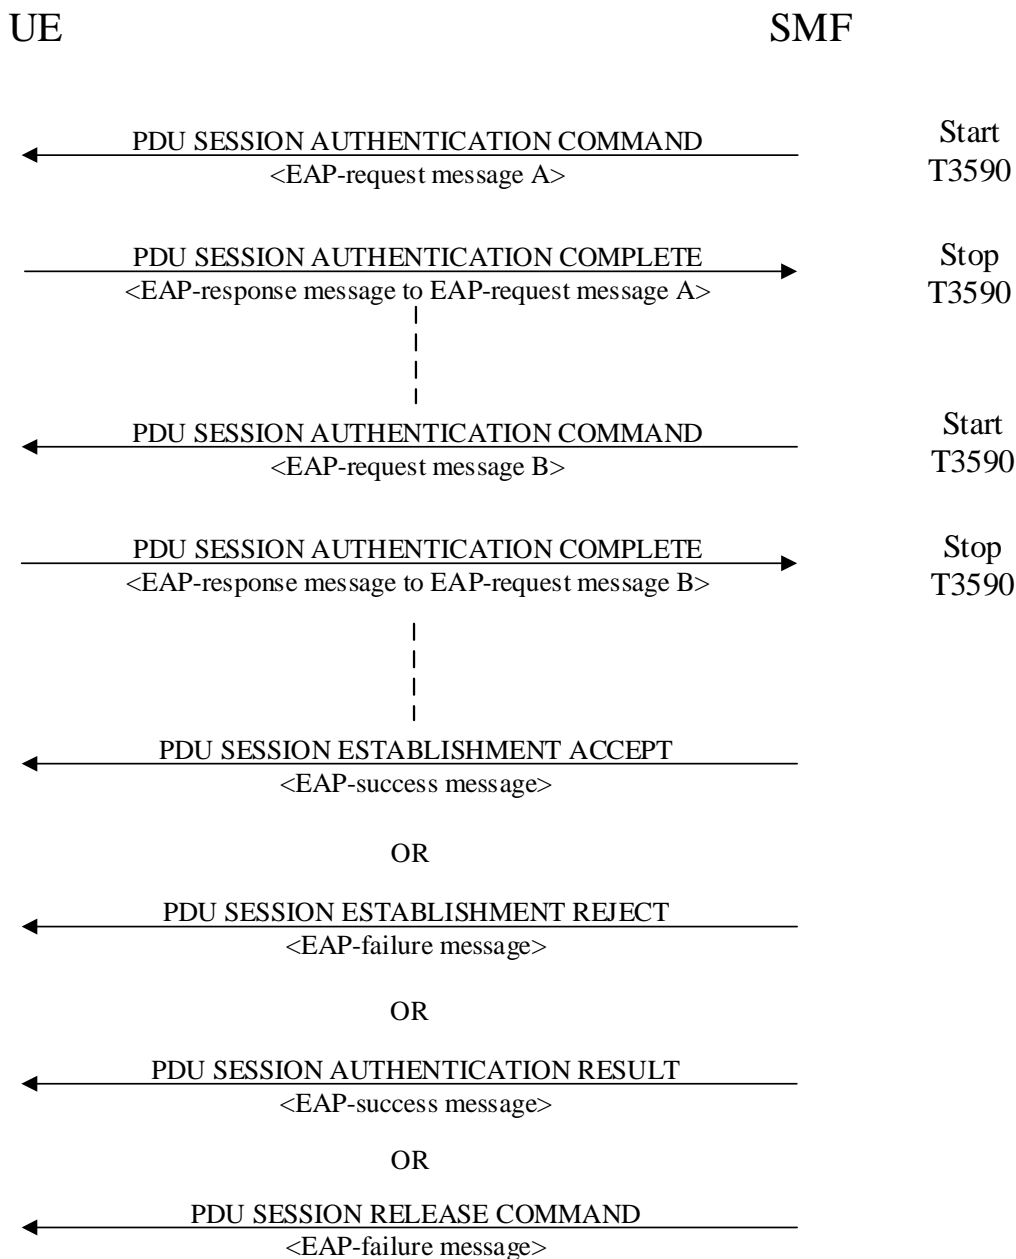 UE SMF
PDU SESSION AUTHENTICATION COMMAND
<EAP-request message A>
Start
T3590
PDU SESSION AUTHENTICATION COMPLETE
<EAP-response message to EAP-request message A>
Stop
T3590
PDU SESSION AUTHENTICATION COMMAND
<EAP-request message B>
Start
T3590
PDU SESSION AUTHENTICATION COMPLETE
<EAP-response message to EAP-request message B>
Stop
T3590
PDU SESSION ESTABLISHMENT ACCEPT
<EAP-success message>
OR
PDU SESSION ESTABLISHMENT REJECT
<EAP-failure message>
OR
PDU SESSION AUTHENTICATION RESULT
<EAP-success message>
OR
PDU SESSION RELEASE COMMAND
<EAP-failure message>